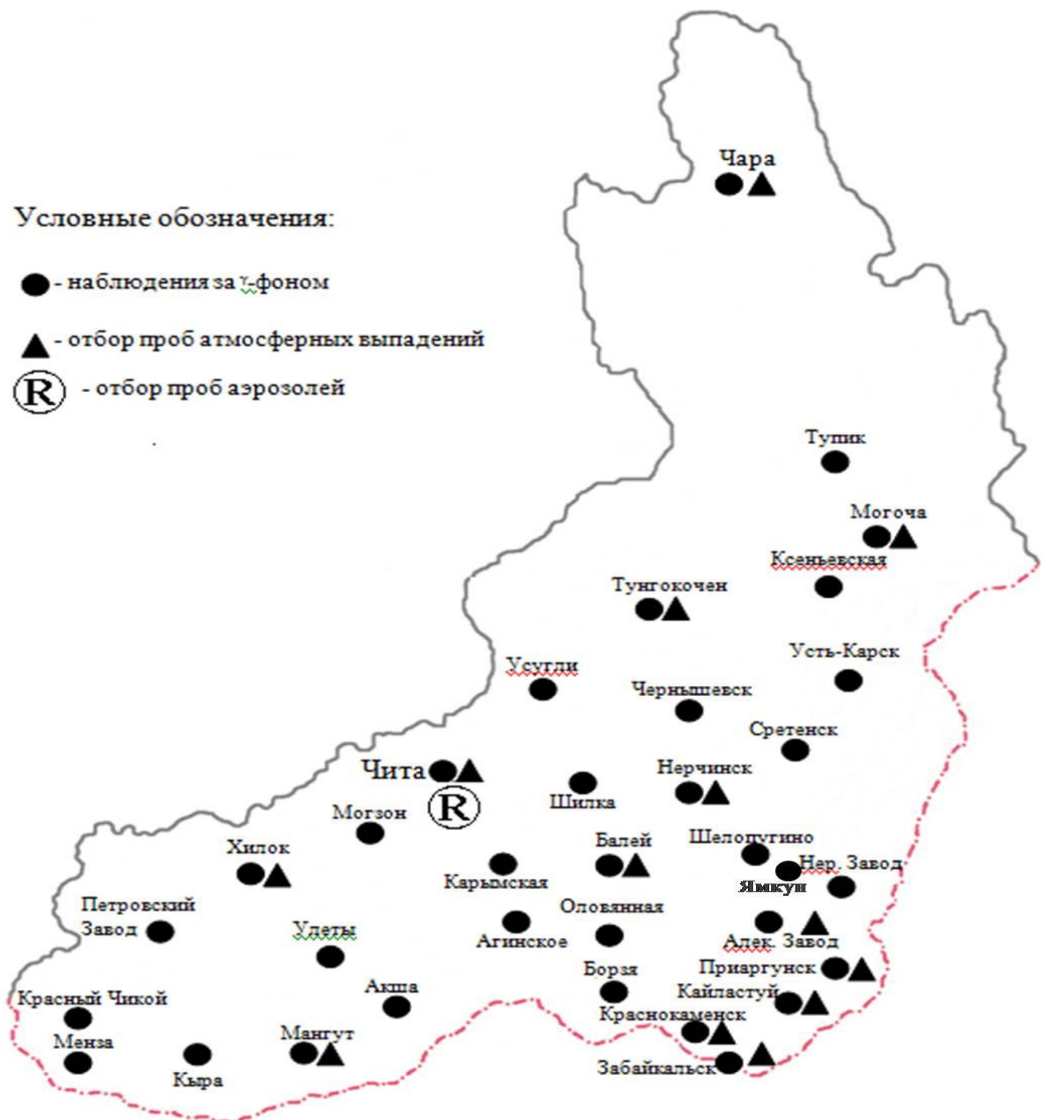 Чара
Условные обозначения:
- наблюдения за γ-фоном
- отбор проб атмосферных выпадений
R - отбор проб аэрозолей
Тупик
Могоча
Ксеньевская
Тунгокочен
Усть-Карск
Усугли
Чернышевск
Сретенск
Чита
Нерчинск
R
Шилка
Могзон
Шелопугино
Балей
Хилок
Нер. Завод
Карымская
Ямкун
Петровский
Завод
Оловянная
Улеты
Агинское
Алек. Завод
Борзя
Приаргунск
Акша
Кайластуй
Красный Чикой
Краснокаменск
Мангут
Менза
Забайкальск
Кыра